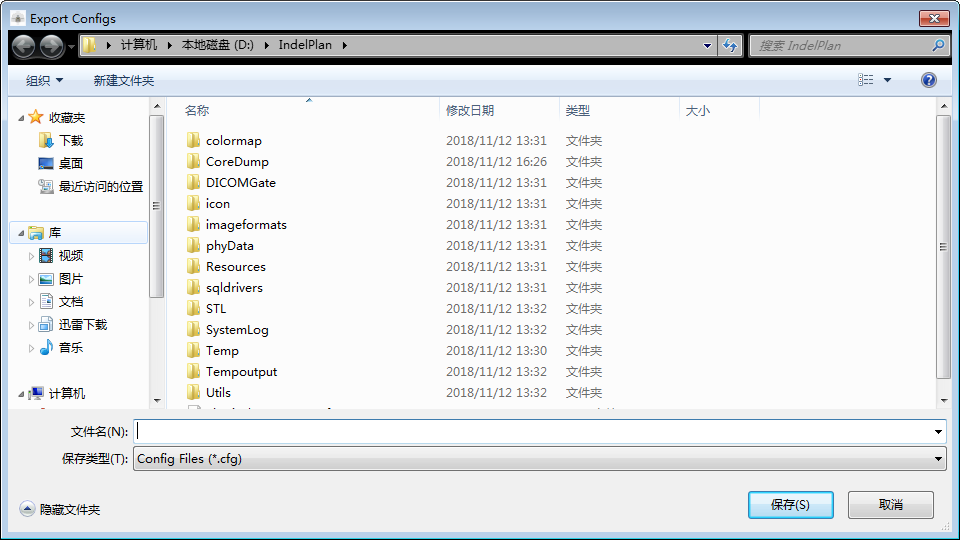 Export Configs
计算机 本地磁盘 (D:) IndelPlan 搜索 IndelPlan
组织 新建文件夹
名称 修改日期 类型 大小
收藏夹
下载
桌面
最近访问的位置
库
视频
图片
文档
迅雷下载
音乐
计算机
colormap 2018/11/12 13:31 文件夹
CoreDump 2018/11/12 16:26 文件夹
DICOMGate 2018/11/12 13:31 文件夹
icon 2018/11/12 13:31 文件夹
imageformats 2018/11/12 13:31 文件夹
phyData 2018/11/12 13:31 文件夹
Resources 2018/11/12 13:31 文件夹
sqldrivers 2018/11/12 13:31 文件夹
STL 2018/11/12 13:32 文件夹
SystemLog 2018/11/12 13:32 文件夹
Temp 2018/11/12 13:30 文件夹
Tempoutput 2018/11/12 13:32 文件夹
Utils 2018/11/12 13:32 文件夹
文件名(N):
保存类型(T): Config Files (*.cfg)
隐藏文件夹 保存(S) 取消